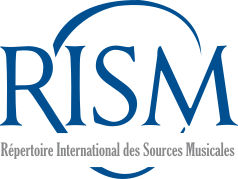 RISM
Répertoire International des Sources Musicales